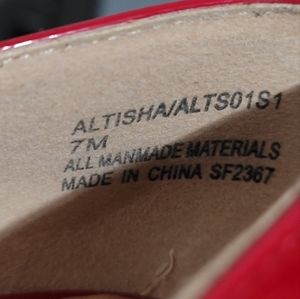 ALTISHA/ALTS01S1
7M
ALL MANMADE MATERIALS
MADE IN CHINA SF2367